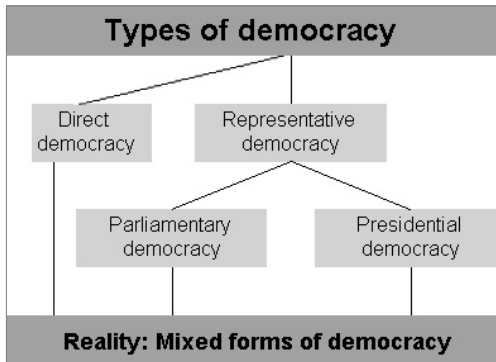 Types of democracy
Direct
democracy
Representative
democracy
Parliamentary
democracy
Presidential
democracy
Reality: Mixed forms of democracy